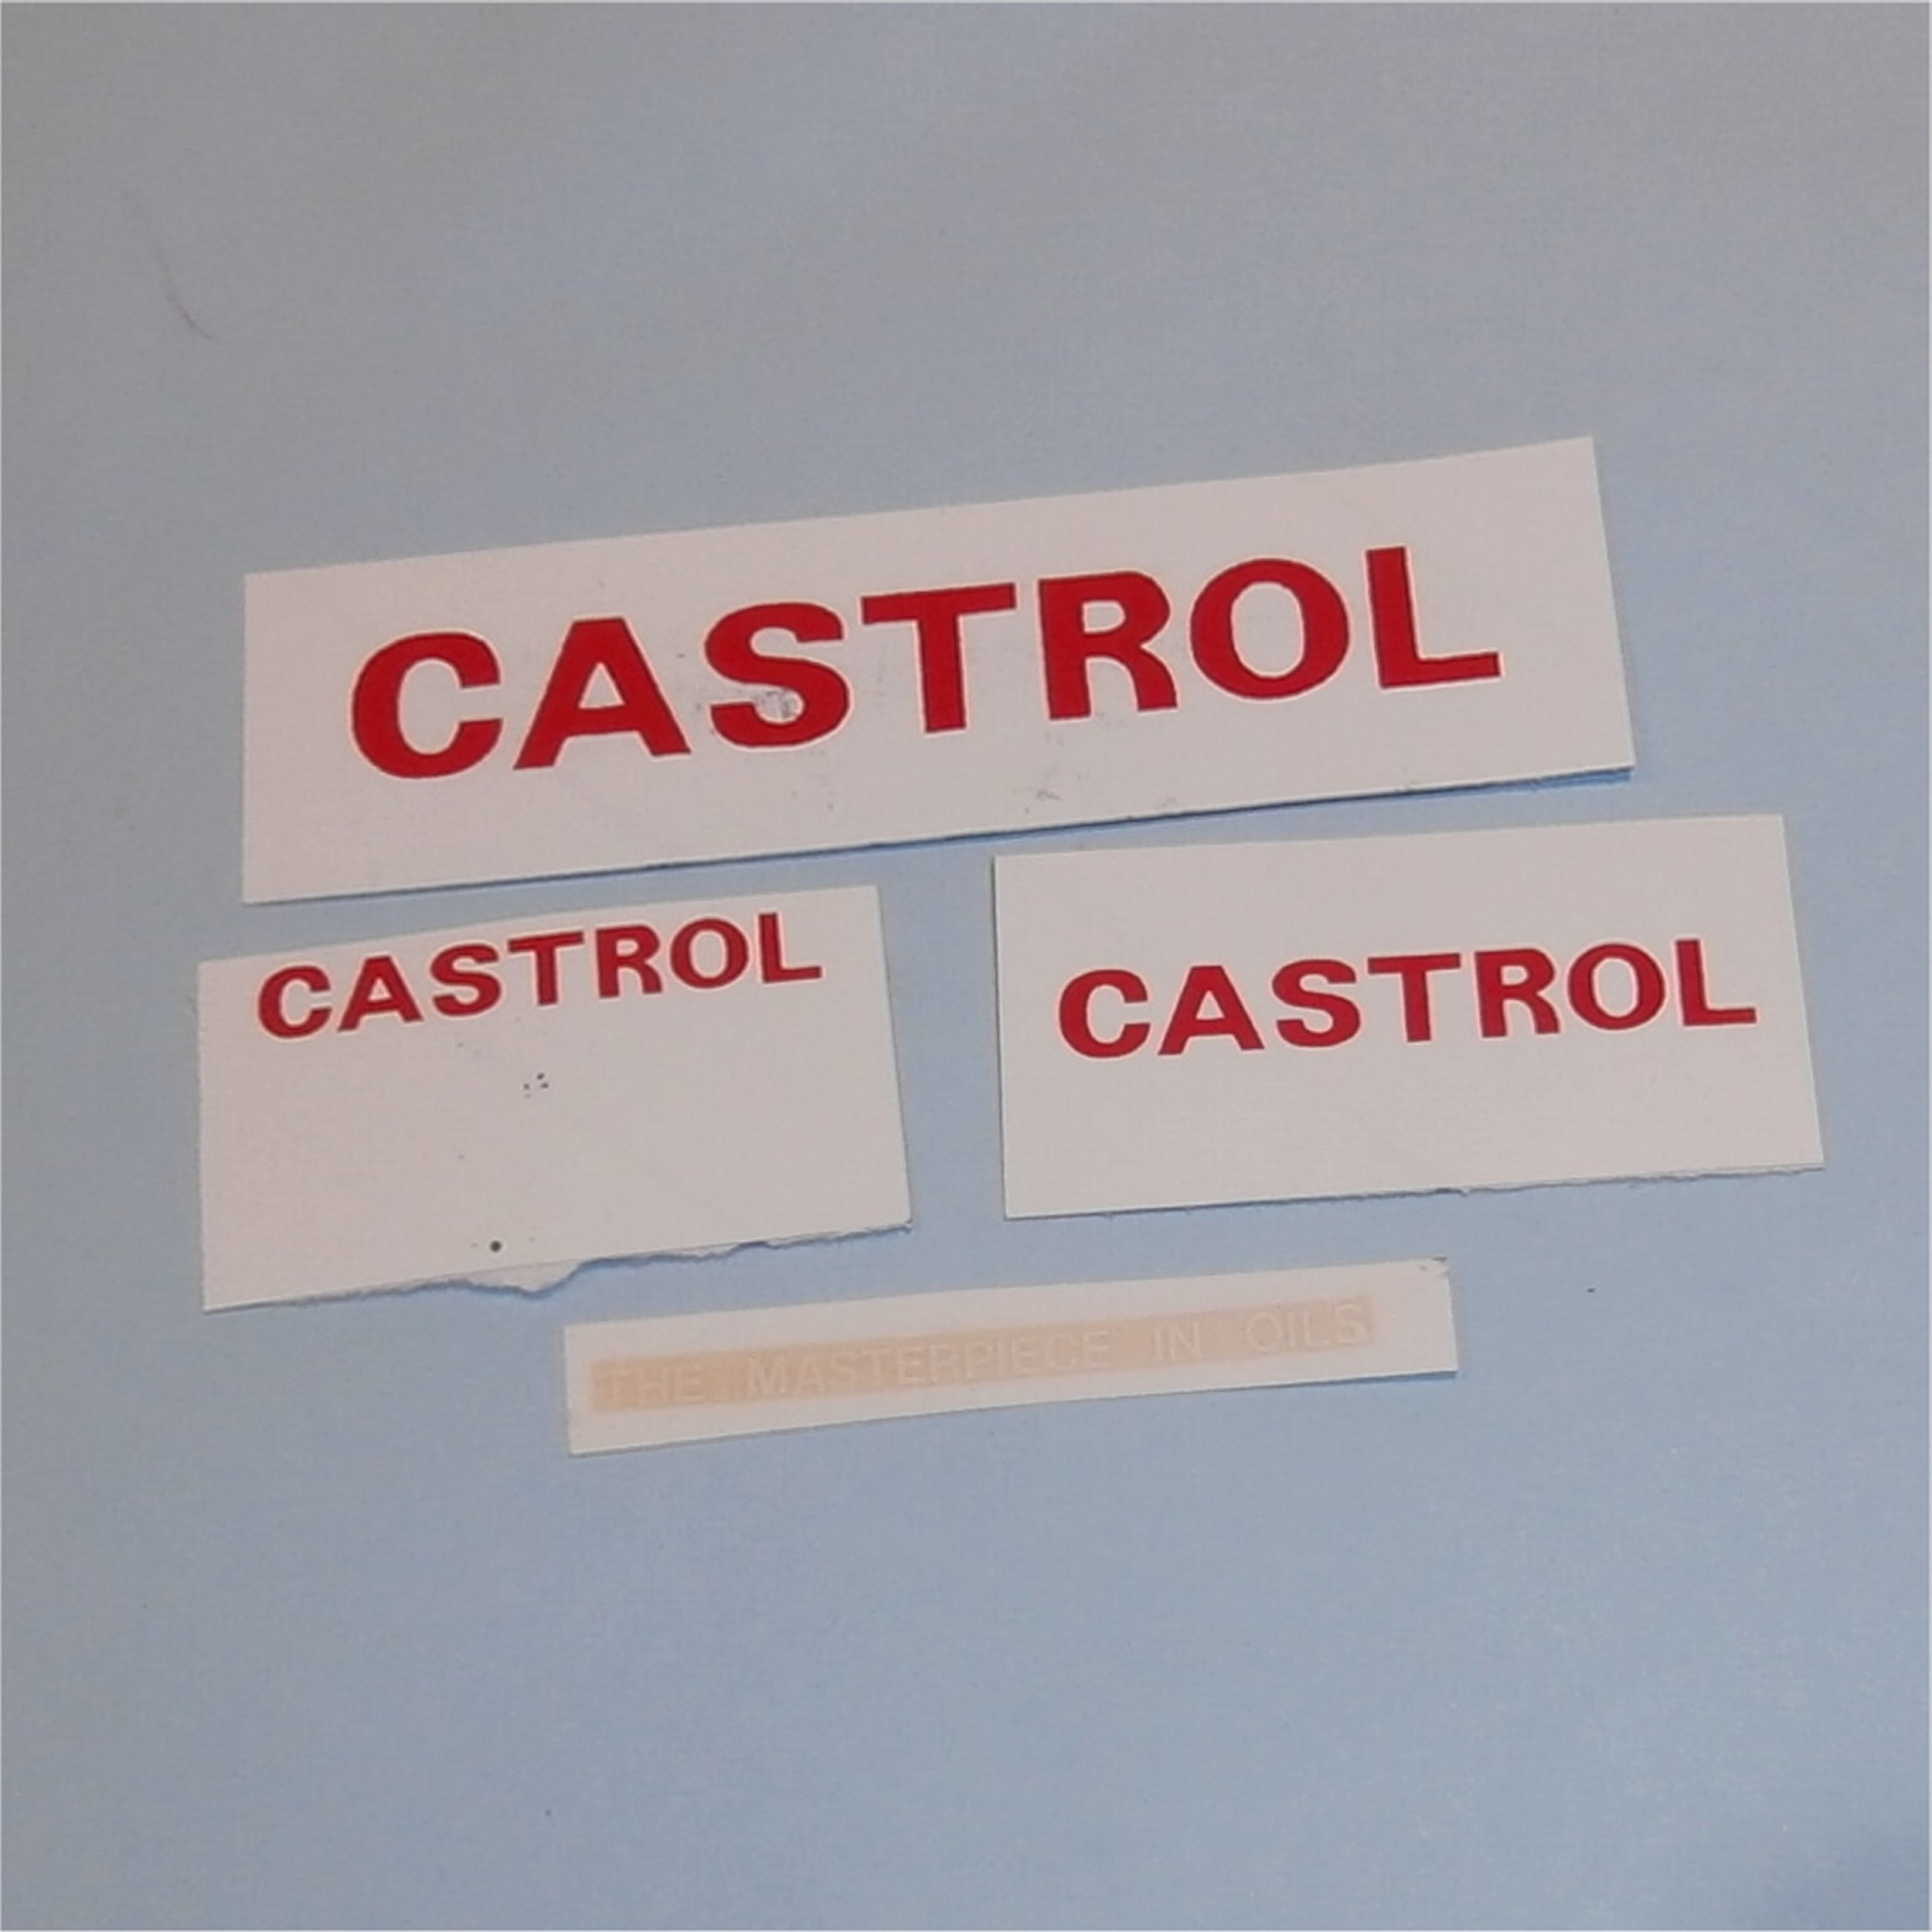 CASTROL
CASTROL
CASTROL
THE MASTERPIECE IN OILS